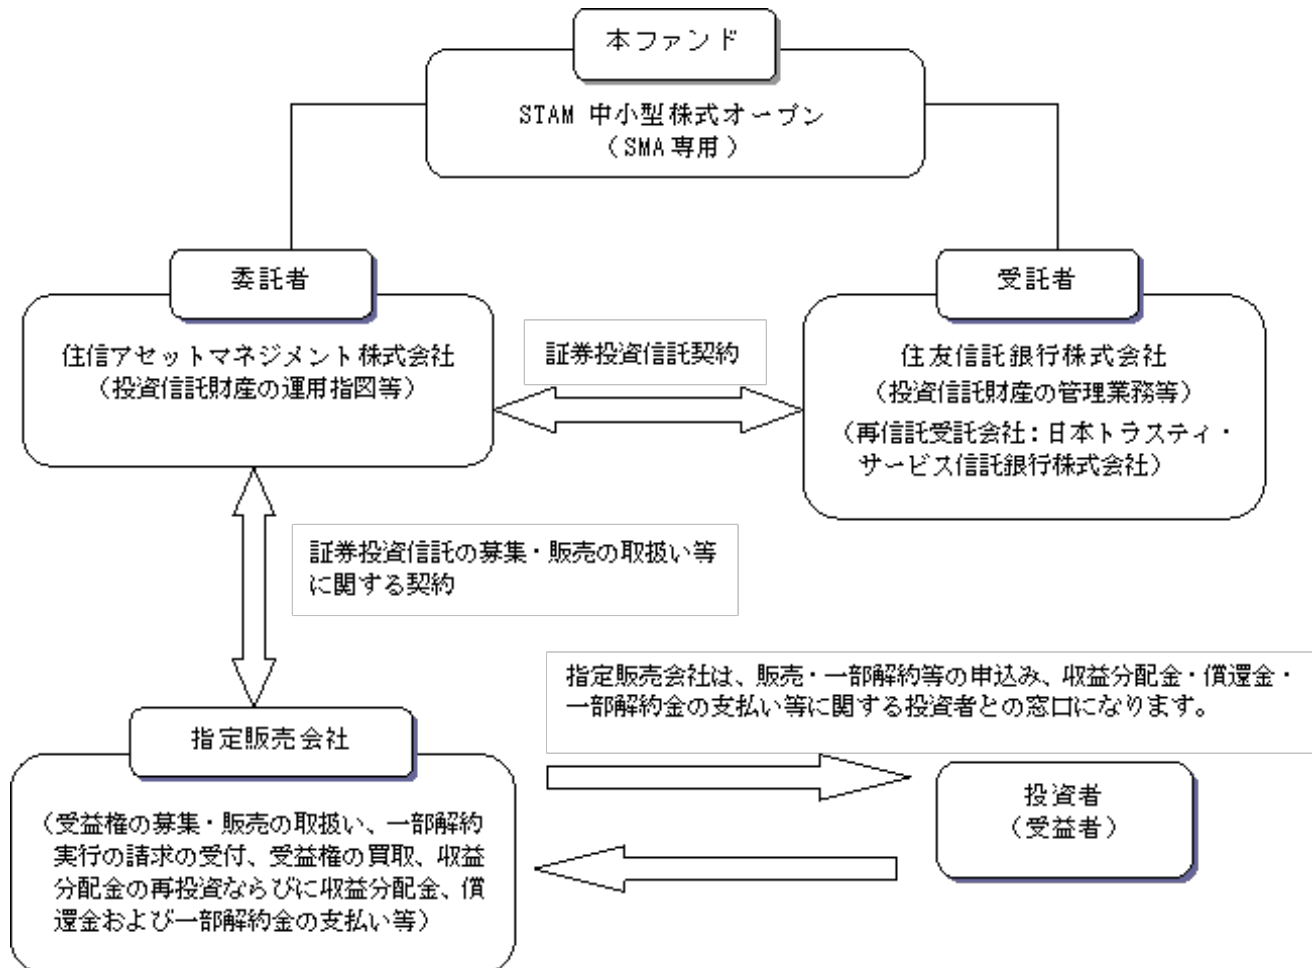 本ファンド
STAM 中小型株式オープン
（SMA専用）
委託者
住信アセットマネジメント株式会社
（投資信託財産の運用指図等）
証券投資信託契約
受託者
住友信託銀行株式会社
（投資信託財産の管理業務等）
（再信託受託会社：日本トラスティ・
サービス信託銀行株式会社）
証券投資信託の募集・販売の取扱い等
に関する契約
指定販売会社は、販売・一部解約等の申込み、収益分配金・償還金・
一部解約金の支払い等に関する投資者との窓口になります。
指定販売会社
（受益権の募集・販売の取扱い、一部解約
実行の請求の受付、受益権の買取、収益
分配金の再投資ならびに収益分配金、償
還金および一部解約金の支払い等）
投資者
（受益者）